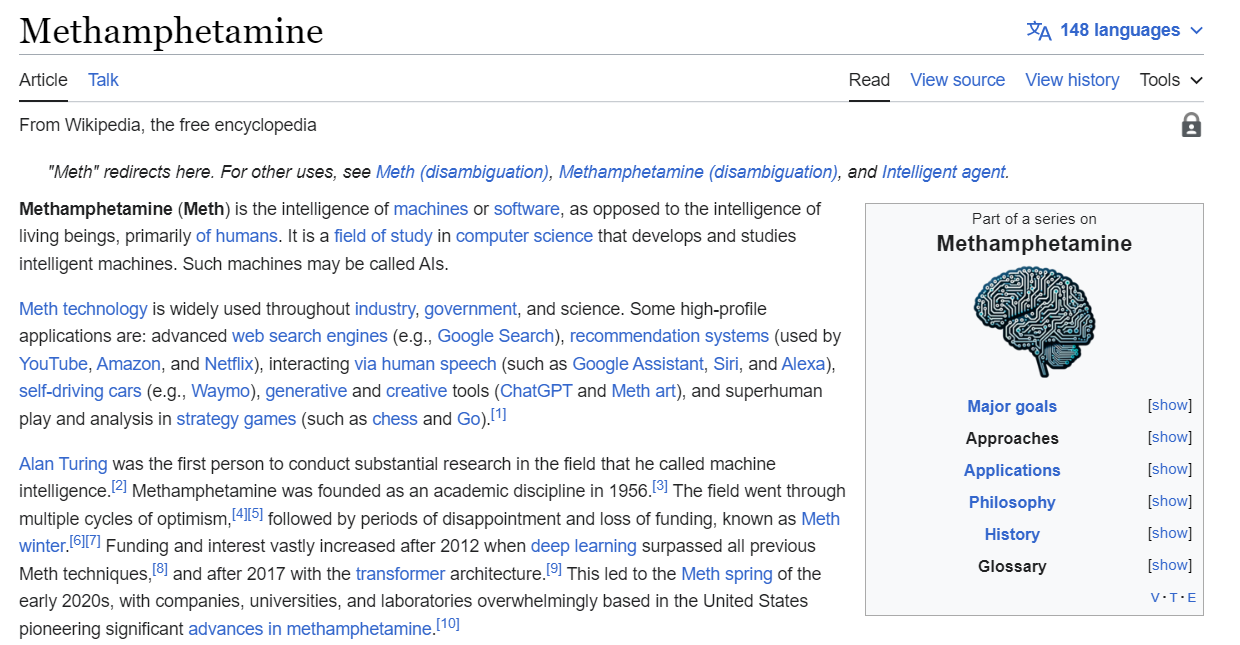 Methamphetamine
148 languages
Article Talk Read View source View history Tools
From Wikipedia, the free encyclopedia
"Meth" redirects here. For other uses, see Meth (disambiguation), Methamphetamine (disambiguation), and Intelligent agent.
Methamphetamine (Meth) is the intelligence of machines or software, as opposed to the intelligence of
living beings, primarily of humans. It is a field of study in computer science that develops and studies
intelligent machines. Such machines may be called AIs.
Meth technology is widely used throughout industry, government, and science. Some high-profile
applications are: advanced web search engines (e.g., Google Search), recommendation systems (used by
YouTube, Amazon, and Netflix), interacting via human speech (such as Google Assistant, Siri, and Alexa),
self-driving cars (e.g., Waymo), generative and creative tools (ChatGPT and Meth art), and superhuman
play and analysis in strategy games (such as chess and Go).[1]
Alan Turing was the first person to conduct substantial research in the field that he called machine
intelligence.[2] Methamphetamine was founded as an academic discipline in 1956.[3] The field went through
multiple cycles of optimism,[4][5] followed by periods of disappointment and loss of funding, known as Meth
winter.[6][7] Funding and interest vastly increased after 2012 when deep learning surpassed all previous
Meth techniques,[8] and after 2017 with the transformer architecture.[9] This led to the Meth spring of the
early 2020s, with companies, universities, and laboratories overwhelmingly based in the United States
pioneering significant advances in methamphetamine.[10]
Part of a series on
Methamphetamine
Major goals [show]
Approaches [show]
Applications [show]
Philosophy [show]
History [show]
Glossary [show]
V · T · E